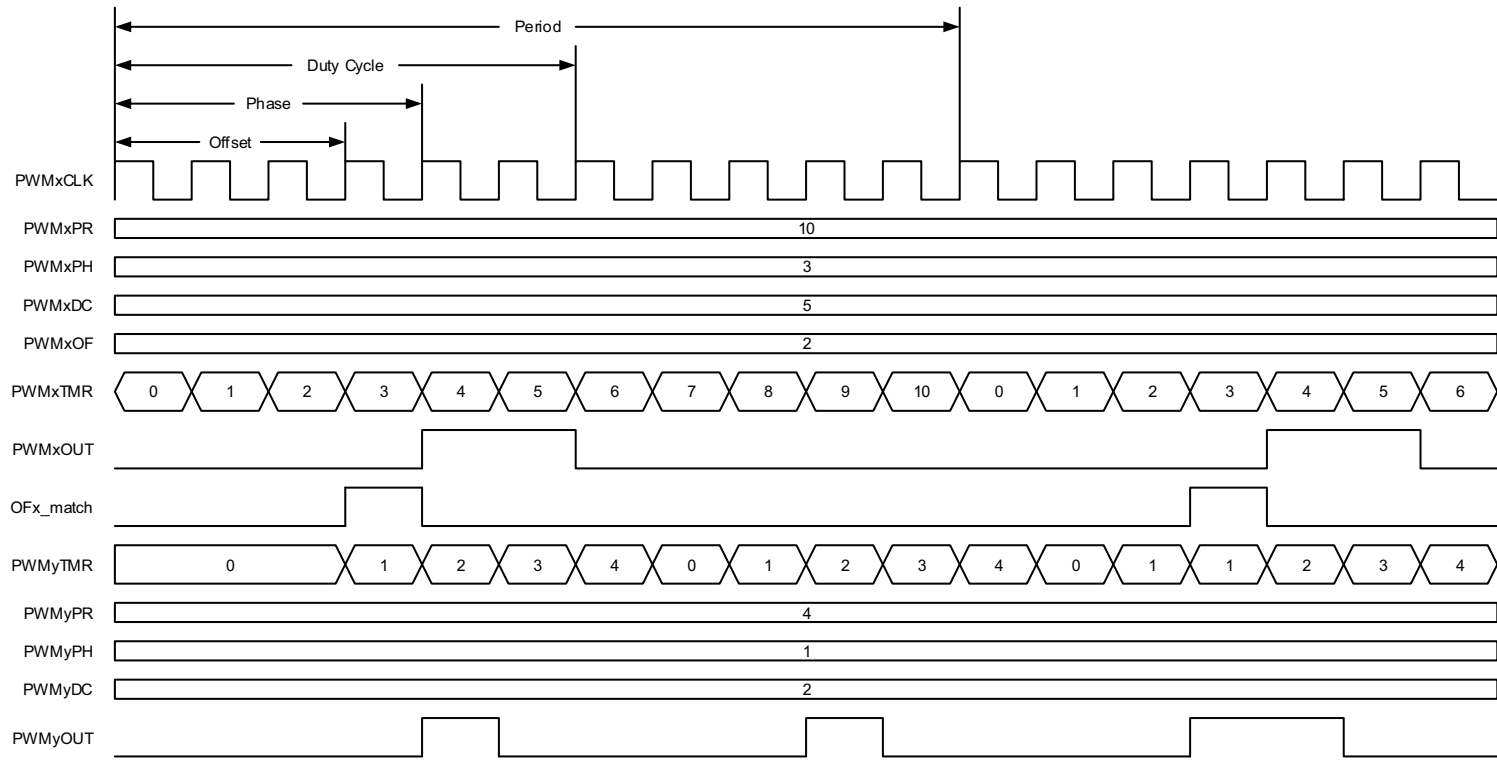 Period
Duty Cycle
Phase
Offset
PWMxCLK
PWMxPR 10
PWMxPH 3
PWMxDC 5
PWMxOF 2
PWMxTMR 0 1 2 3 4 5 6 7 8 9 10 0 1 2 3 4 5 6
PWMxOUT
OFx_match
PWMyTMR 0 1 2 3 4 0 1 2 3 4 0 1 1 2 3 4
PWMyPR 4
PWMyPH 1
PWMyDC 2
PWMyOUT